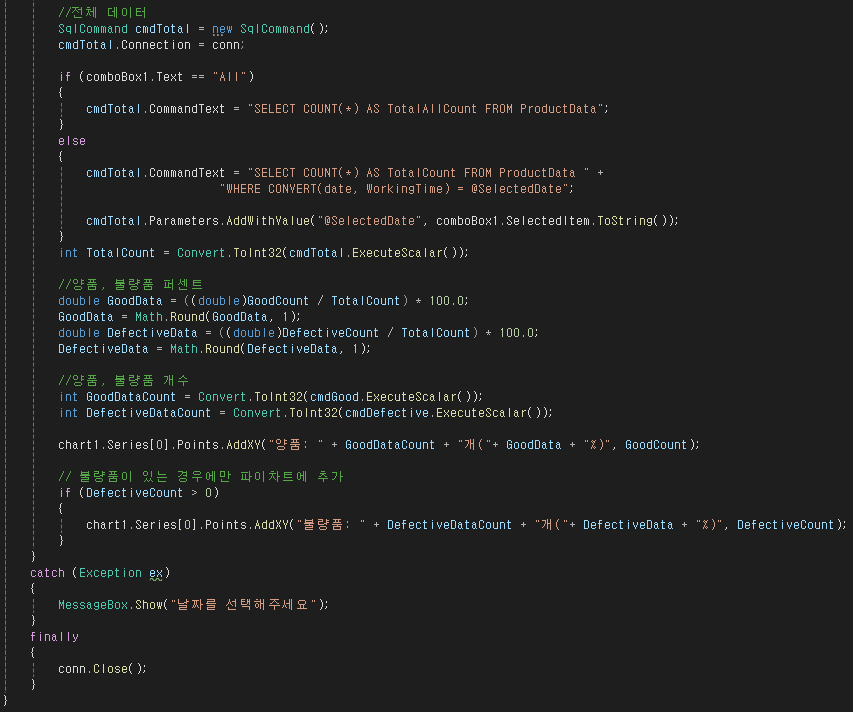 //전체 데이터
SqlCommand cmdTotal = new SqlCommand();
cmdTotal.Connection = conn;
if (comboBox1.Text == "All")
{
cmdTotal.CommandText = "SELECT COUNT(*) AS TotalAllCount FROM ProductData";
}
else
{
cmdTotal.CommandText = "SELECT COUNT(*) AS TotalCount FROM ProductData " +
"WHERE CONVERT(date, WorkingTime) = @SelectedDate";
cmdTotal.Parameters.AddWithValue("@SelectedDate", comboBox1.SelectedItem.ToString());
}
int TotalCount = Convert.ToInt32(cmdTotal.ExecuteScalar());
//양품, 불량품 퍼센트
double GoodData = ((double)GoodCount / TotalCount) * 100.0;
GoodData = Math.Round(GoodData, 1);
double DefectiveData = ((double)DefectiveCount / TotalCount) * 100.0;
DefectiveData = Math.Round(DefectiveData, 1);
//양품, 불량품 개수
int GoodDataCount = Convert.ToInt32(cmdGood.ExecuteScalar());
int DefectiveDataCount = Convert.ToInt32(cmdDefective.ExecuteScalar());
chart1.Series[0].Points.AddXY("양품: " + GoodDataCount + "개("+ GoodData + "%)", GoodCount);
// 불량품이 있는 경우에만 파이차트에 추가
if (DefectiveCount > 0)
{
chart1.Series[0].Points.AddXY("불량품: " + DefectiveDataCount + "개("+ DefectiveData + "%)", DefectiveCount);
}
}
catch (Exception ex)
{
MessageBox.Show("날짜를 선택해주세요");
}
finally
{
conn.Close();
}
}